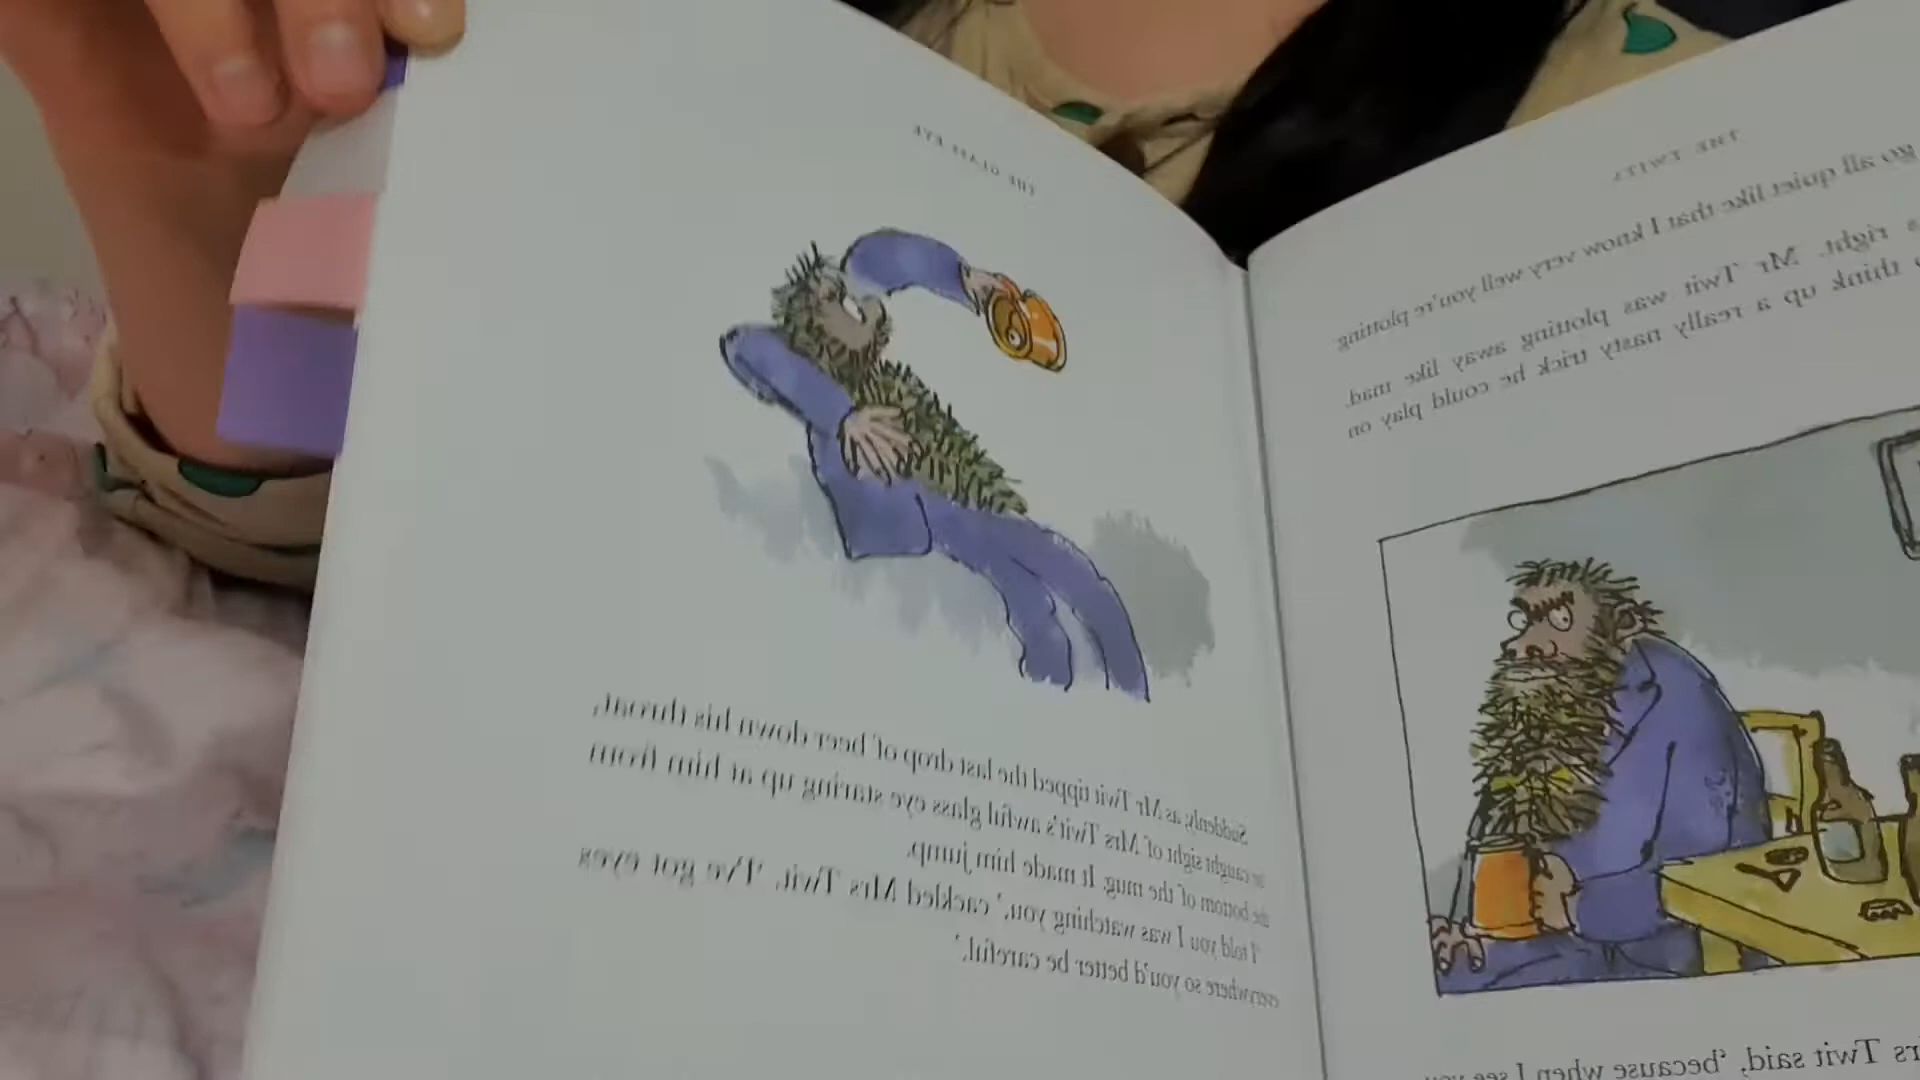 THE TWITS
go all quiet like that I know very well you're plotting
right. Mr Twit was plotting away like mad.
think up a really nasty trick he could play on
Twit said, 'because when I see you
THE GLASS EYE
Suddenly, as Mr Twit tipped the last drop of beer down his throat,
he caught sight of Mrs Twit's awful glass eye staring up at him from
the bottom of the mug. It made him jump.
'I told you I was watching you,' cackled Mrs Twit. 'I've got eyes
everywhere so you'd better be careful.'